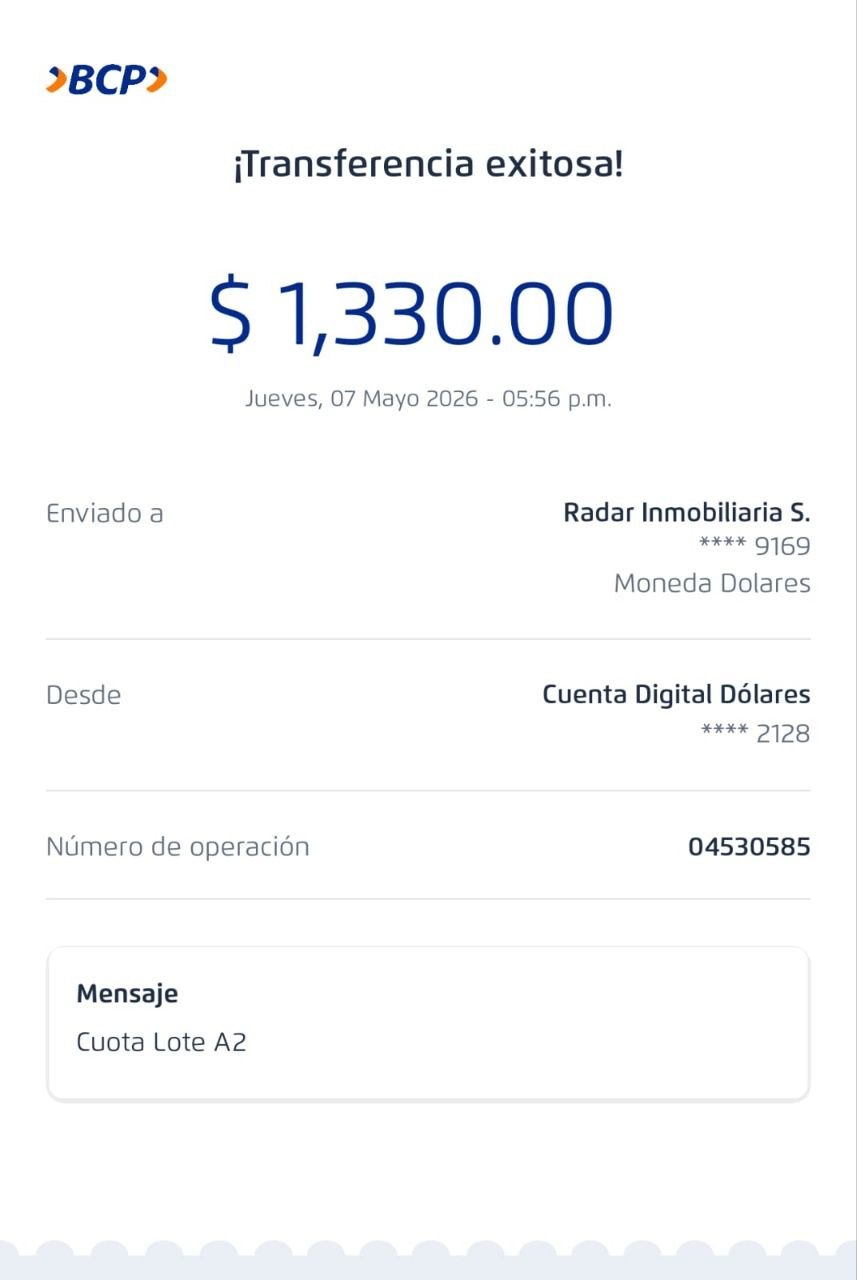 BCP
¡Transferencia exitosa!
$ 1,330.00
Jueves, 07 Mayo 2026 - 05:56 p.m.
Enviado a
Radar Inmobiliaria S.
**** 9169
Moneda Dolares
Desde
Cuenta Digital Dólares
**** 2128
Número de operación
04530585
Mensaje
Cuota Lote A2